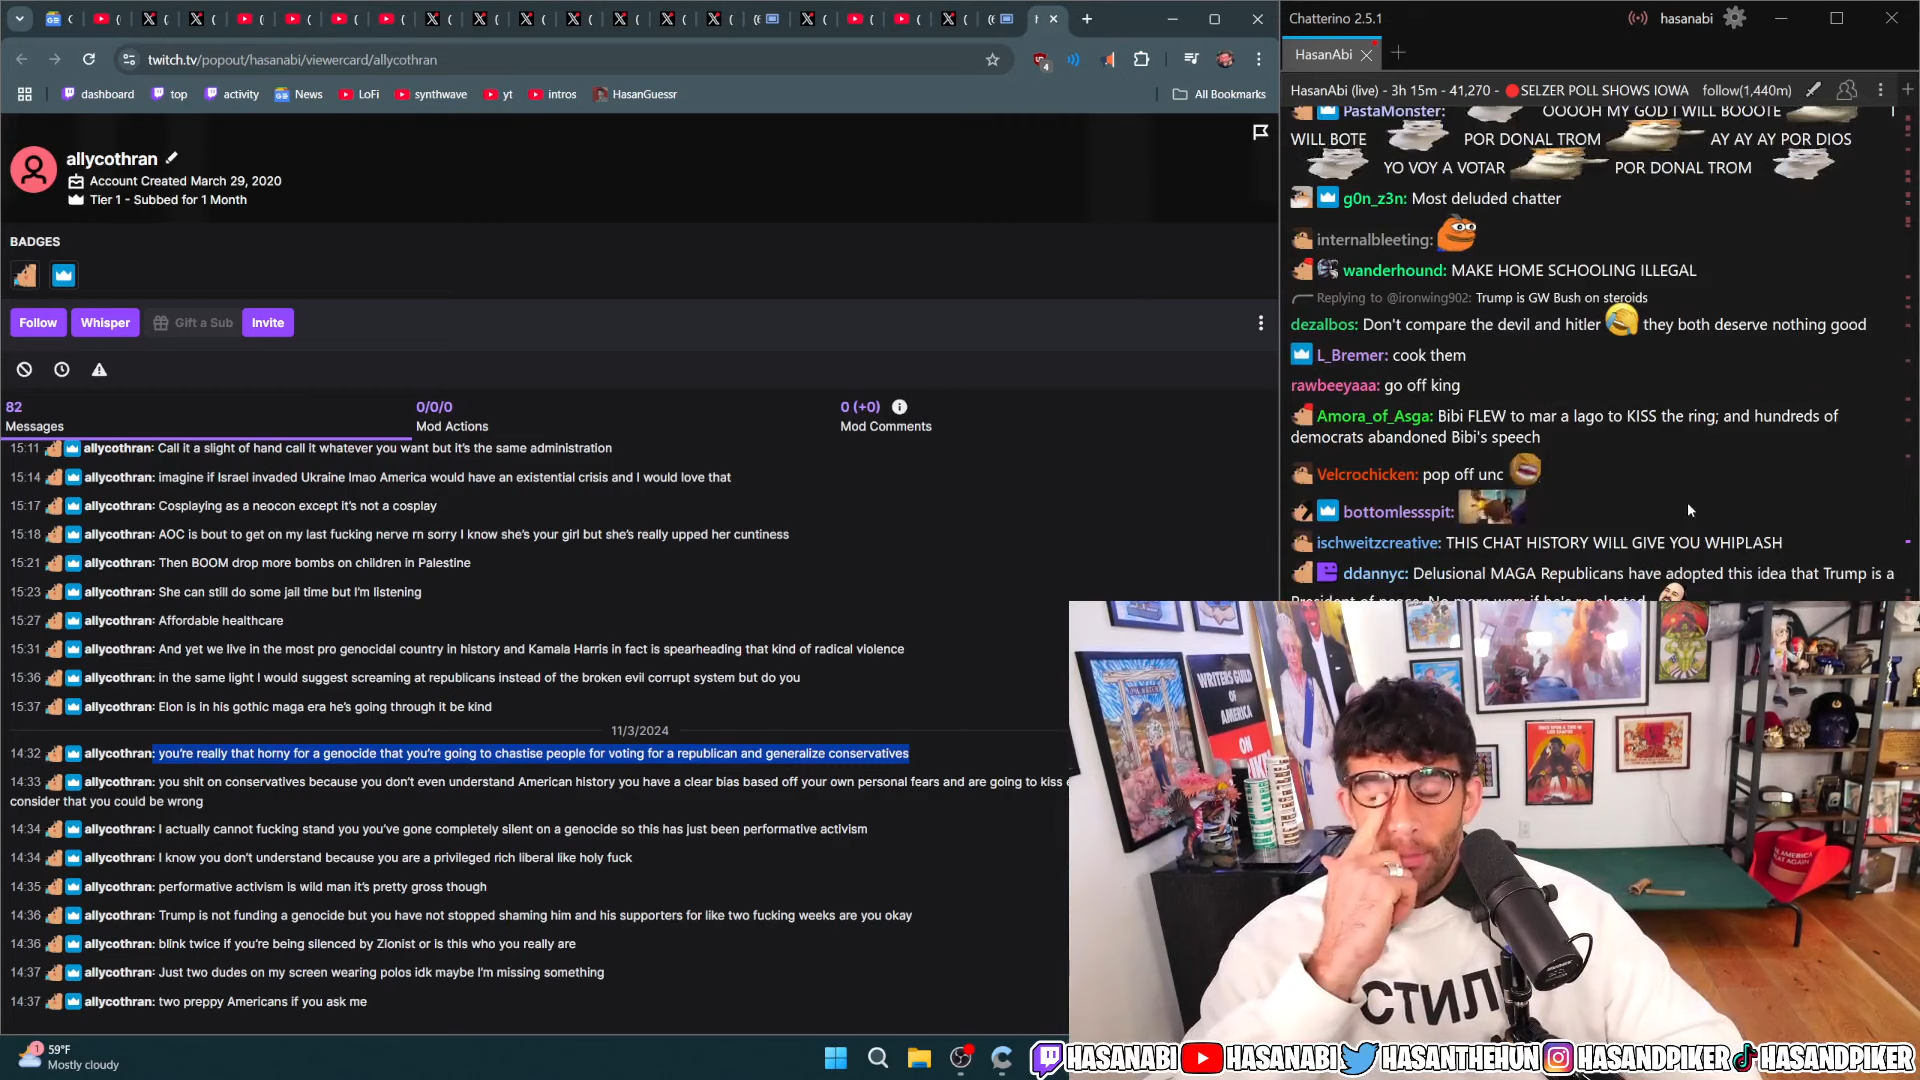 twitch.tv/popout/hasanabi/viewercard/allycothran
dashboard
top
activity
News
LoFi
synthwave
yt
intros
HasanGuessr
All Bookmarks
allycothran
Account Created March 29, 2020
Tier 1 - Subbed for 1 Month
BADGES
Follow
Whisper
Gift a Sub
Invite
82
Messages
0/0/0
Mod Actions
0 (+0)
Mod Comments
15:11 allycothran: Call it a slight of hand call it whatever you want but it's the same administration
15:14 allycothran: imagine if Israel invaded Ukraine lmao America would have an existential crisis and I would love that
15:17 allycothran: Cosplaying as a neocon except it's not a cosplay
15:18 allycothran: AOC is bout to get on my last fucking nerve rn sorry I know she's your girl but she's really upped her cuntiness
15:21 allycothran: Then BOOM drop more bombs on children in Palestine
15:23 allycothran: She can still do some jail time but I'm listening
15:27 allycothran: Affordable healthcare
15:31 allycothran: And yet we live in the most pro genocidal country in history and Kamala Harris in fact is spearheading that kind of radical violence
15:36 allycothran: in the same light I would suggest screaming at republicans instead of the broken evil corrupt system but do you
15:37 allycothran: Elon is in his gothic maga era he's going through it be kind
11/3/2024
14:32 allycothran: you're really that horny for a genocide that you're going to chastise people for voting for a republican and generalize conservatives
14:33 allycothran: you shit on conservatives because you don't even understand American history you have a clear bias based off your own personal fears and are going to kiss
consider that you could be wrong
14:34 allycothran: I actually cannot fucking stand you you've gone completely silent on a genocide so this has just been performative activism
14:34 allycothran: I know you don't understand because you are a privileged rich liberal like holy fuck
14:35 allycothran: performative activism is wild man it's pretty gross though
14:36 allycothran: Trump is not funding a genocide but you have not stopped shaming him and his supporters for like two fucking weeks are you okay
14:36 allycothran: blink twice if you're being silenced by Zionist or is this who you really are
14:37 allycothran: Just two dudes on my screen wearing polos idk maybe I'm missing something
14:37 allycothran: two preppy Americans if you ask me
1
59°F
Mostly cloudy
Chatterino 2.5.1
hasanabi
HasanAbi
HasanAbi (live) - 3h 15m - 41,270 - SELZER POLL SHOWS IOWA
follow(1,440m)
PastaMonster: OOOOH MY GOD I WILL BOOOTE I
WILL BOTE POR DONAL TROM AY AY AY POR DIOS
YO VOY A VOTAR POR DONAL TROM
g0n_z3n: Most deluded chatter
internalbleeting:
wanderhound: MAKE HOME SCHOOLING ILLEGAL
Replying to @ironwing902: Trump is GW Bush on steroids
dezalbos: Don't compare the devil and hitler they both deserve nothing good
L_Bremer: cook them
rawbeeyaaa: go off king
Amora_of_Asga: Bibi FLEW to mar a lago to KISS the ring; and hundreds of
democrats abandoned Bibi's speech
Velcrochicken: pop off unc
bottomlessspit:
ischweitzcreative: THIS CHAT HISTORY WILL GIVE YOU WHIPLASH
ddannyc: Delusional MAGA Republicans have adopted this idea that Trump is a
President of peace. No more wars if he's re-elected
WRITERS GUILD
OF
AMERICA
ON
СТИЛЬ
HASANABI
HASANABI
HASANTHEHUN
HASANDPIKER
HASANDPIKER